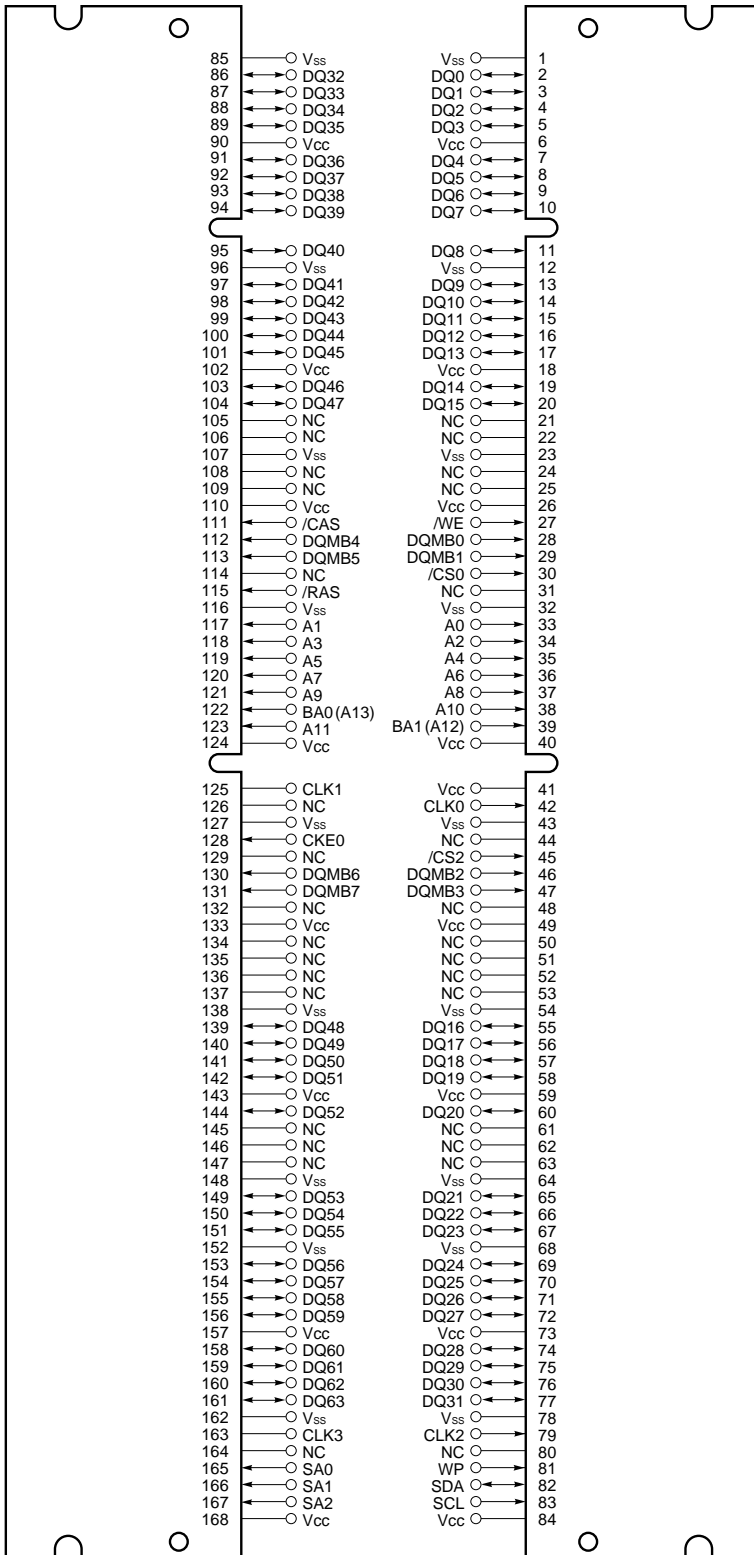 85 Vss Vss 1
86 DQ32 DQ0 2
87 DQ33 DQ1 3
88 DQ34 DQ2 4
89 DQ35 DQ3 5
90 Vcc Vcc 6
91 DQ36 DQ4 7
92 DQ37 DQ5 8
93 DQ38 DQ6 9
94 DQ39 DQ7 10
95 DQ40 DQ8 11
96 Vss Vss 12
97 DQ41 DQ9 13
98 DQ42 DQ10 14
99 DQ43 DQ11 15
100 DQ44 DQ12 16
101 DQ45 DQ13 17
102 Vcc Vcc 18
103 DQ46 DQ14 19
104 DQ47 DQ15 20
105 NC NC 21
106 NC NC 22
107 Vss Vss 23
108 NC NC 24
109 NC NC 25
110 Vcc Vcc 26
111 /CAS /WE 27
112 DQMB4 DQMB0 28
113 DQMB5 DQMB1 29
114 NC /CS0 30
115 /RAS NC 31
116 Vss Vss 32
117 A1 A0 33
118 A3 A2 34
119 A5 A4 35
120 A7 A6 36
121 A9 A8 37
122 BA0 (A13) A10 38
123 A11 BA1 (A12) 39
124 Vcc Vcc 40
125 CLK1 Vcc 41
126 NC CLK0 42
127 Vss Vss 43
128 CKE0 NC 44
129 NC /CS2 45
130 DQMB6 DQMB2 46
131 DQMB7 DQMB3 47
132 NC NC 48
133 Vcc Vcc 49
134 NC NC 50
135 NC NC 51
136 NC NC 52
137 NC NC 53
138 Vss Vss 54
139 DQ48 DQ16 55
140 DQ49 DQ17 56
141 DQ50 DQ18 57
142 DQ51 DQ19 58
143 Vcc Vcc 59
144 DQ52 DQ20 60
145 NC NC 61
146 NC NC 62
147 NC NC 63
148 Vss Vss 64
149 DQ53 DQ21 65
150 DQ54 DQ22 66
151 DQ55 DQ23 67
152 Vss Vss 68
153 DQ56 DQ24 69
154 DQ57 DQ25 70
155 DQ58 DQ26 71
156 DQ59 DQ27 72
157 Vcc Vcc 73
158 DQ60 DQ28 74
159 DQ61 DQ29 75
160 DQ62 DQ30 76
161 DQ63 DQ31 77
162 Vss Vss 78
163 CLK3 CLK2 79
164 NC NC 80
165 SA0 WP 81
166 SA1 SDA 82
167 SA2 SCL 83
168 Vcc Vcc 84